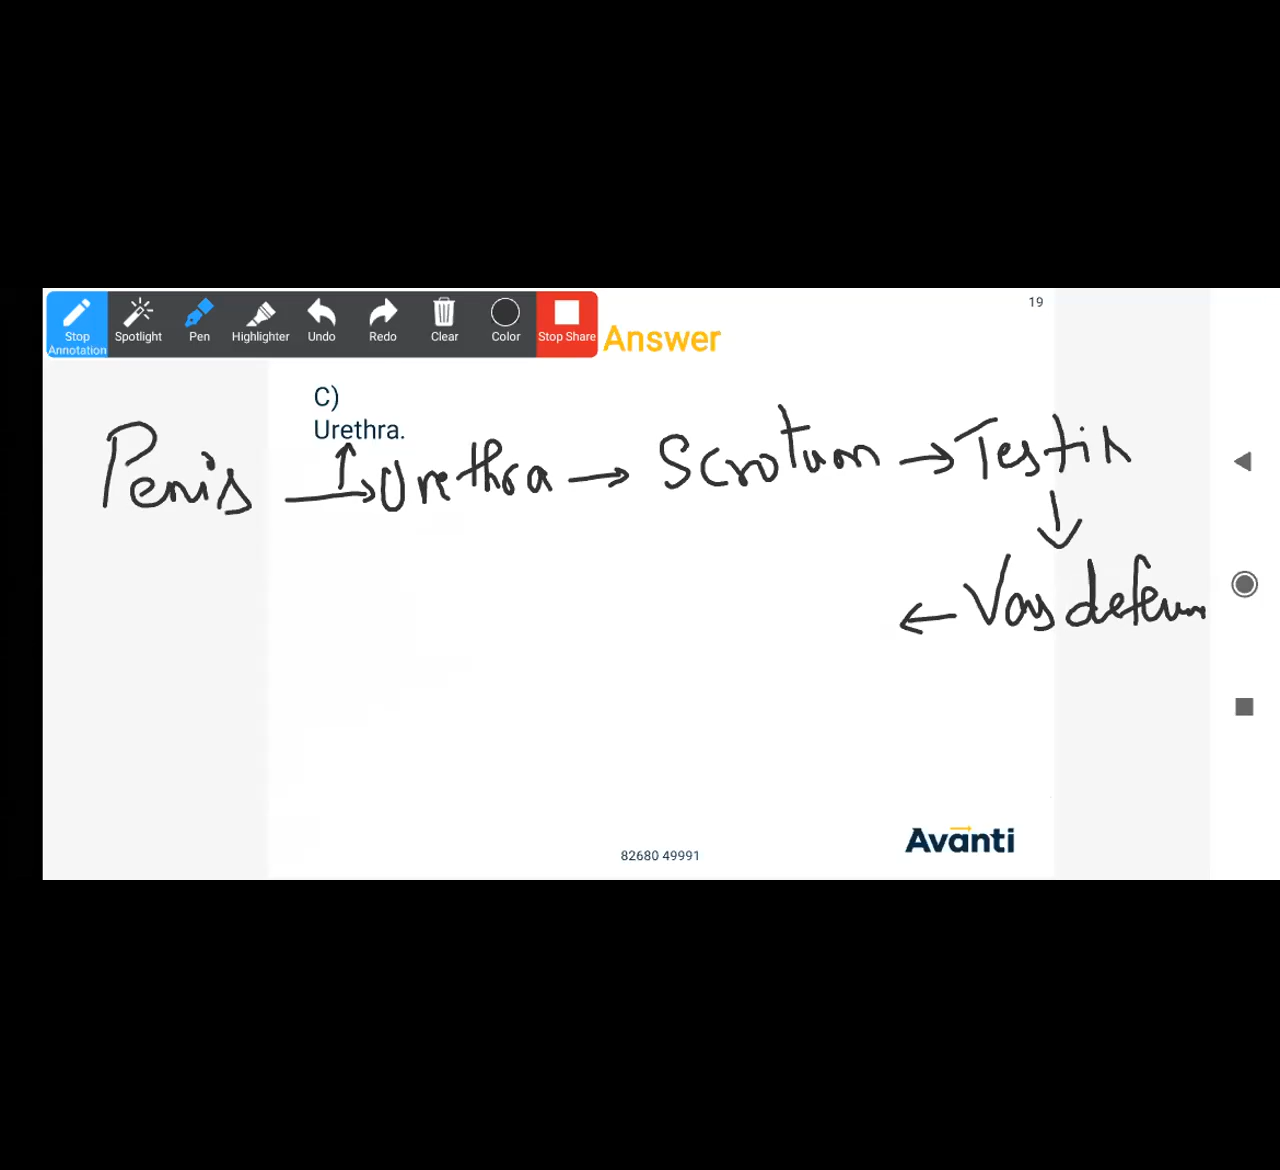 19
Stop Annotation Spotlight Pen Highlighter Undo Redo Clear Color Stop Share
Answer
C)
Urethra.
Penis → Urethra → Scrotum → Testis
↓
← Vas deferen
82680 49991
Avanti